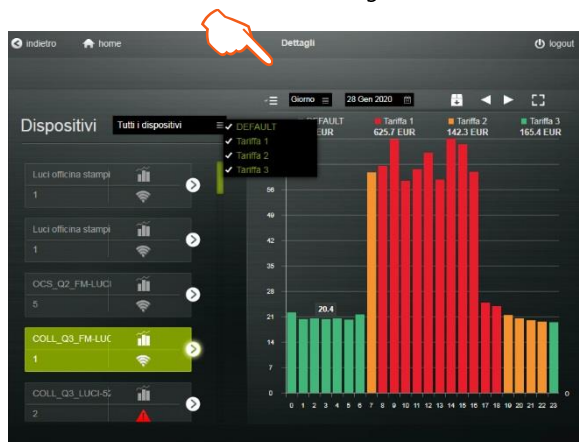 indietro home Dettagli logout
Giorno 28 Gen 2020
Dispositivi Tutti i dispositivi
DEFAULT
Tariffa 1
Tariffa 2
Tariffa 3
EUR
Tariffa 1
625.7 EUR
Tariffa 2
142.3 EUR
Tariffa 3
165.4 EUR
Luci officina stampi
1
Luci officina stampi
1
OCS_Q2_FM-LUCI
5
COLL_Q3_FM-LUC
1
COLL_Q3_LUCI-52
2
56
49
42
35
28
21
14
7
0
20.4
0
0 1 2 3 4 5 6 7 8 9 10 11 12 13 14 15 16 17 18 19 20 21 22 23